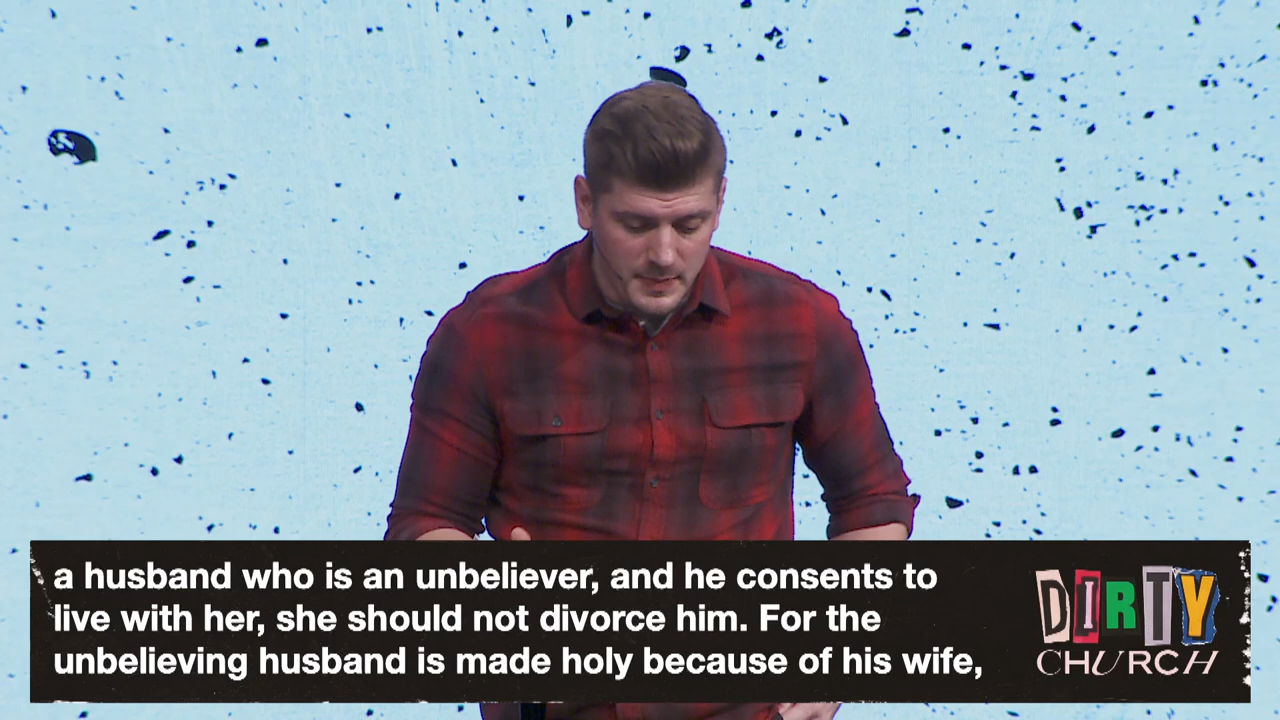 a husband who is an unbeliever, and he consents to
live with her, she should not divorce him. For the
unbelieving husband is made holy because of his wife,
DIRTY
CHURCH